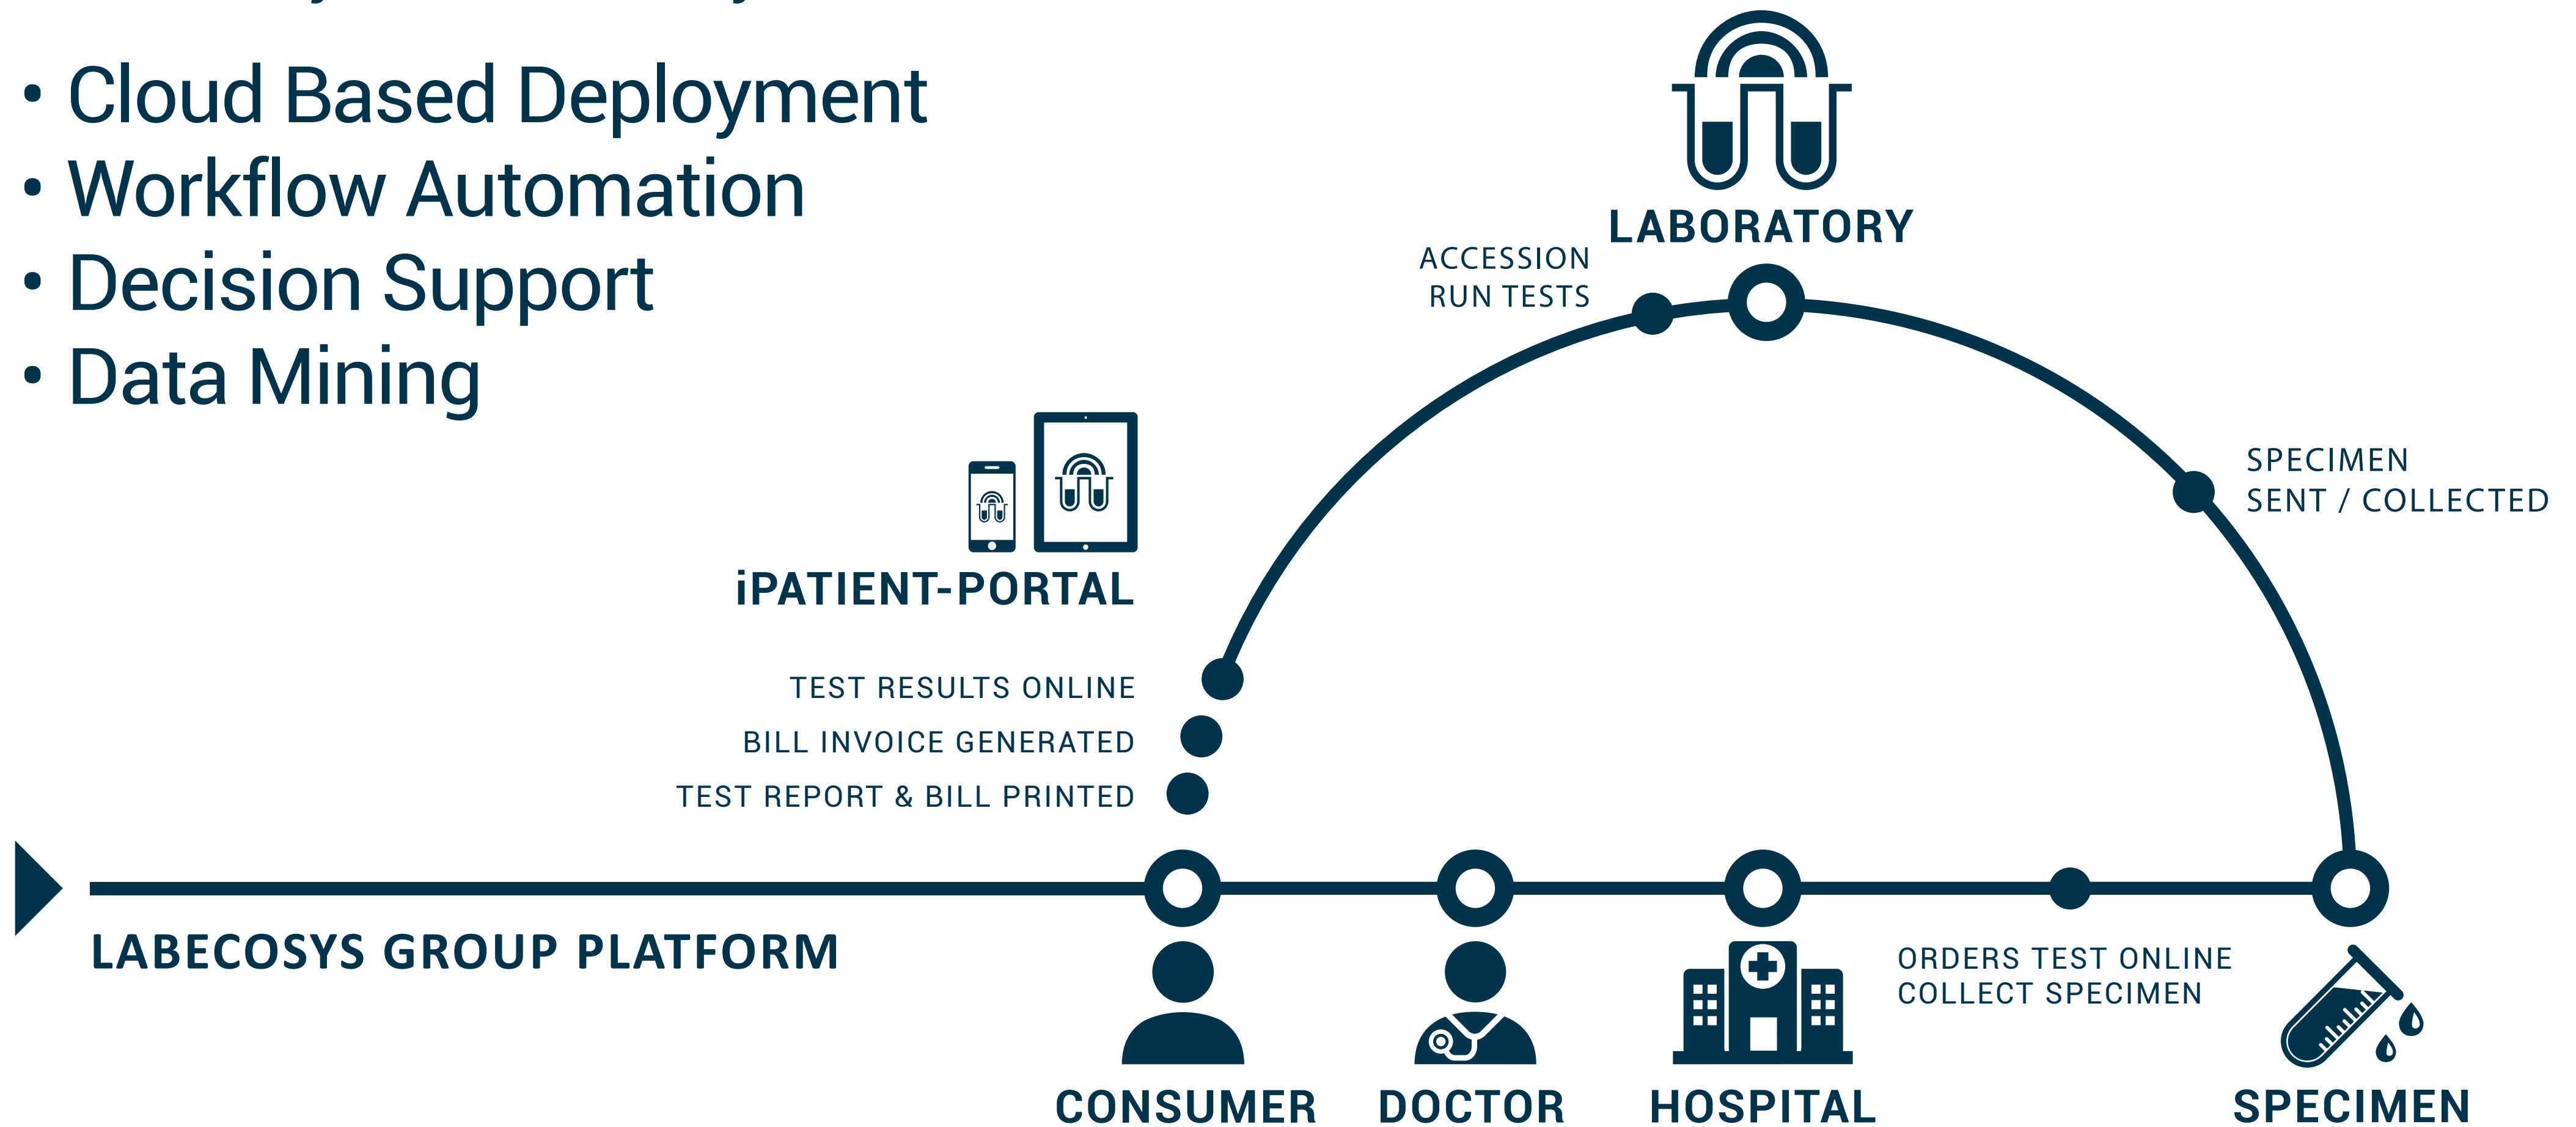 • Cloud Based Deployment
• Workflow Automation
• Decision Support
• Data Mining
LABORATORY
ACCESSION
RUN TESTS
SPECIMEN
SENT / COLLECTED
iPATIENT-PORTAL
TEST RESULTS ONLINE
BILL INVOICE GENERATED
TEST REPORT & BILL PRINTED
LABECOSYS GROUP PLATFORM
ORDERS TEST ONLINE
COLLECT SPECIMEN
CONSUMER
DOCTOR
HOSPITAL
SPECIMEN